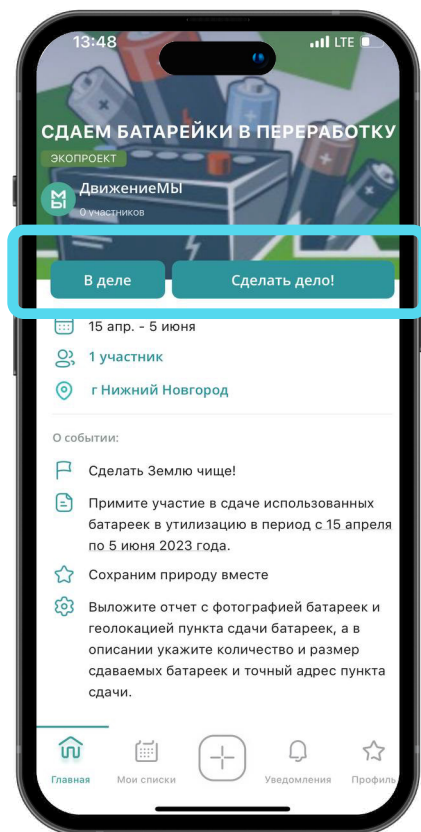 13:48
LTE
СДАЕМ БАТАРЕЙКИ В ПЕРЕРАБОТКУ
ЭКОПРОЕКТ
МЫ
ДвижениеМЫ
0 участников
В деле
Сделать дело!
15 апр. - 5 июня
1 участник
г Нижний Новгород
О событии:
Сделать Землю чище!
Примите участие в сдаче использованных
батареек в утилизацию в период с 15 апреля
по 5 июня 2023 года.
Сохраним природу вместе
Выложите отчет с фотографией батареек и
геолокацией пункта сдачи батареек, а в
описании укажите количество и размер
сдаваемых батареек и точный адрес пункта
сдачи.
Главная
Мои списки
Уведомления
Профиль